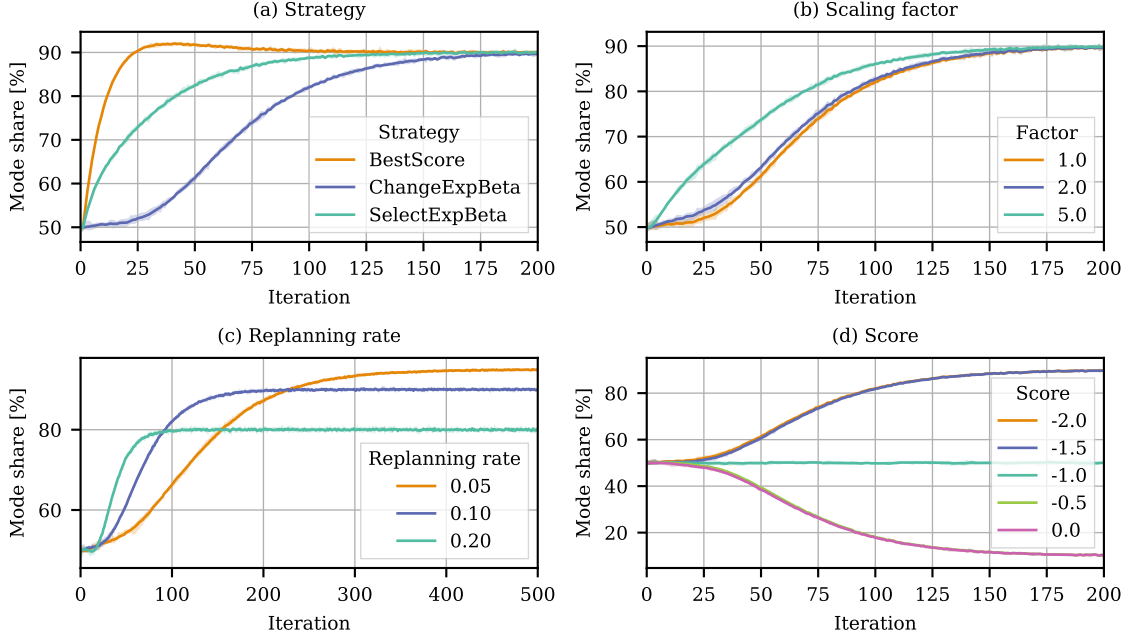 (a) Strategy
Mode share [%]
90
80
70
60
50
0 25 50 75 100 125 150 175 200
Iteration
Strategy
BestScore
ChangeExpBeta
SelectExpBeta
(b) Scaling factor
Mode share [%]
90
80
70
60
50
0 25 50 75 100 125 150 175 200
Iteration
Factor
1.0
2.0
5.0
(c) Replanning rate
Mode share [%]
80
60
0 100 200 300 400 500
Iteration
Replanning rate
0.05
0.10
0.20
(d) Score
Mode share [%]
80
60
40
20
0 25 50 75 100 125 150 175 200
Iteration
Score
-2.0
-1.5
-1.0
-0.5
0.0